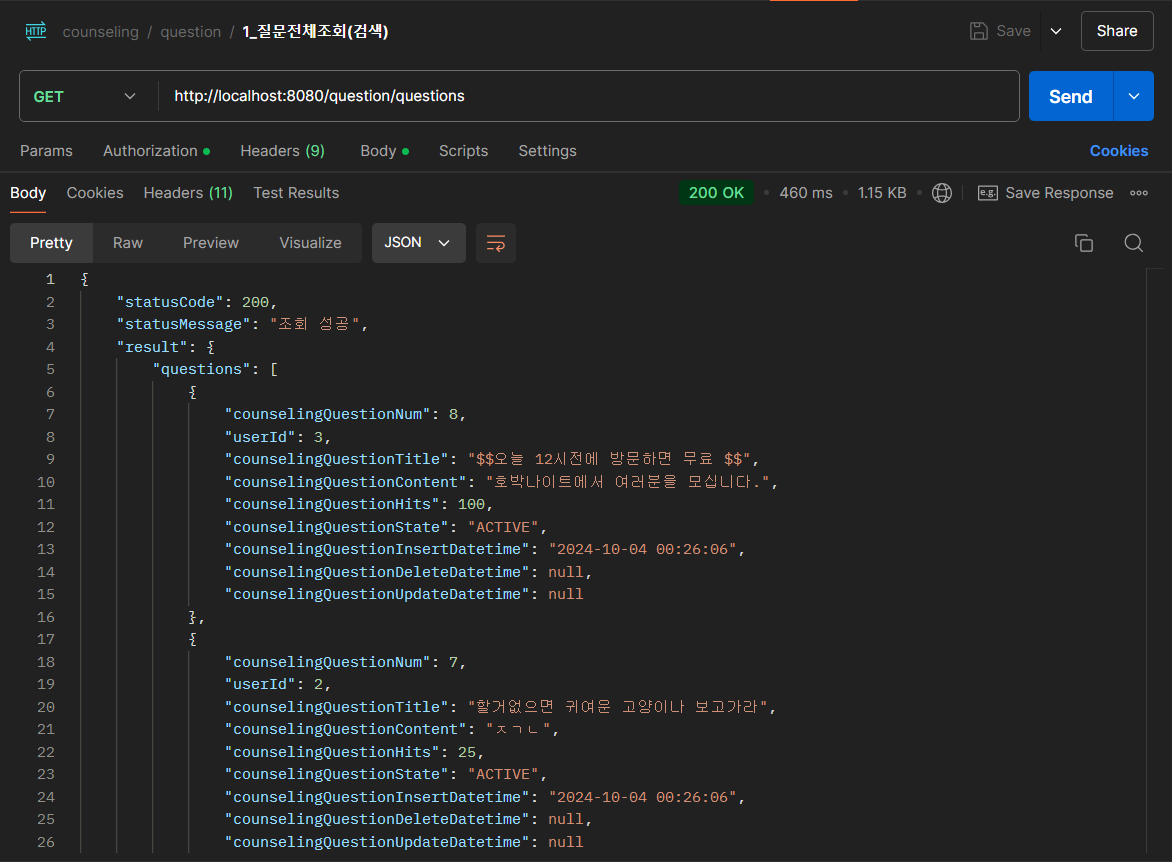 HTTP counseling / question / 1_질문전체조회(검색) Save Share
GET http://localhost:8080/question/questions Send
Params Authorization Headers (9) Body Scripts Settings Cookies
Body Cookies Headers (11) Test Results 200 OK 460 ms 1.15 KB e.g. Save Response
Pretty Raw Preview Visualize JSON
1 {
2 "statusCode": 200,
3 "statusMessage": "조회 성공",
4 "result": {
5 "questions": [
6 {
7 "counselingQuestionNum": 8,
8 "userId": 3,
9 "counselingQuestionTitle": "$$오늘 12시전에 방문하면 무료 $$",
10 "counselingQuestionContent": "호박나이트에서 여러분을 모십니다.",
11 "counselingQuestionHits": 100,
12 "counselingQuestionState": "ACTIVE",
13 "counselingQuestionInsertDatetime": "2024-10-04 00:26:06",
14 "counselingQuestionDeleteDatetime": null,
15 "counselingQuestionUpdateDatetime": null
16 },
17 {
18 "counselingQuestionNum": 7,
19 "userId": 2,
20 "counselingQuestionTitle": "할거없으면 귀여운 고양이나 보고가라",
21 "counselingQuestionContent": "ㅈㄱㄴ",
22 "counselingQuestionHits": 25,
23 "counselingQuestionState": "ACTIVE",
24 "counselingQuestionInsertDatetime": "2024-10-04 00:26:06",
25 "counselingQuestionDeleteDatetime": null,
26 "counselingQuestionUpdateDatetime": null